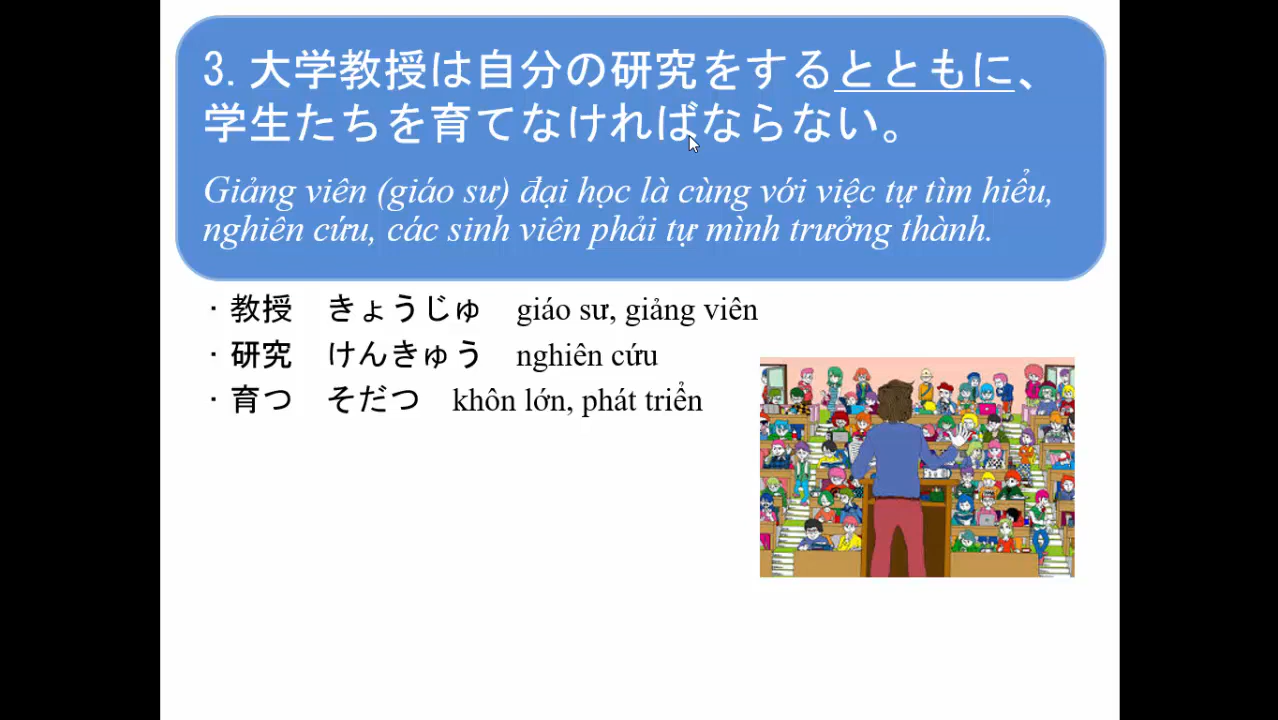 3. 大学教授は自分の研究をするとともに、
学生たちを育てなければならない。
Giảng viên (giáo sư) đại học là cùng với việc tự tìm hiểu,
nghiên cứu, các sinh viên phải tự mình trưởng thành.
・教授　きょうじゅ　giáo sư, giảng viên
・研究　けんきゅう　nghiên cứu
・育つ　そだつ　khôn lớn, phát triển